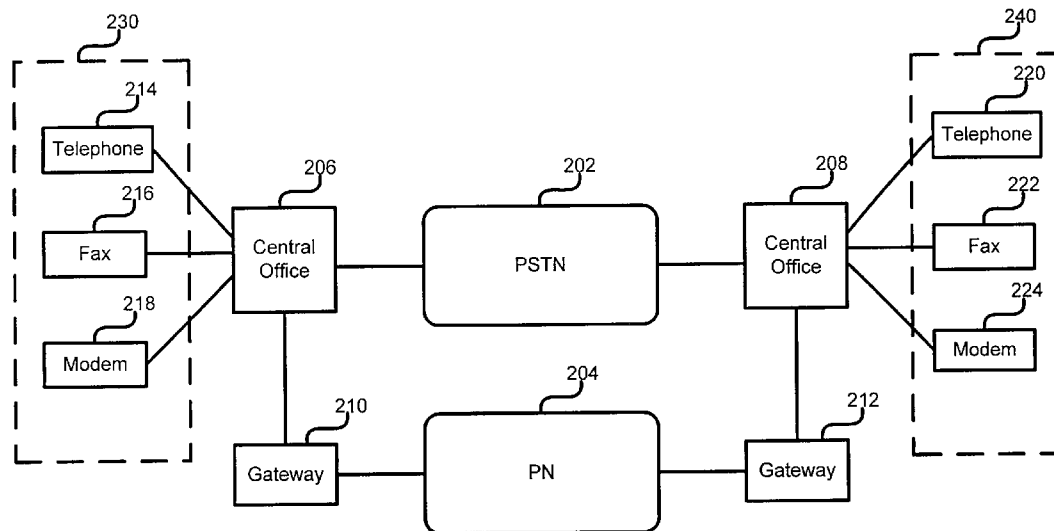 230
240
214
Telephone
220
Telephone
206
202
208
216
Fax
222
Fax
Central
Office
PSTN
Central
Office
218
Modem
224
Modem
210
204
212
Gateway
PN
Gateway